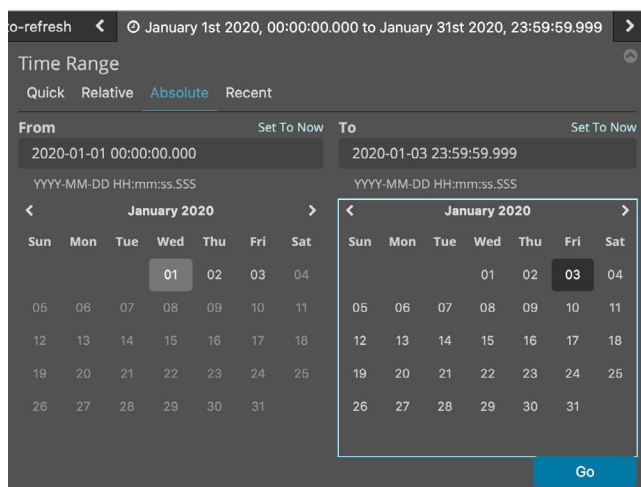 o-refresh < January 1st 2020, 00:00:00.000 to January 31st 2020, 23:59:59.999 >
Time Range
Quick Relative Absolute Recent
From Set To Now
2020-01-01 00:00:00.000
YYYY-MM-DD HH:mm:ss.SSS
< January 2020 >
Sun Mon Tue Wed Thu Fri Sat
01 02 03 04
05 06 07 08 09 10 11
12 13 14 15 16 17 18
19 20 21 22 23 24 25
26 27 28 29 30 31
To Set To Now
2020-01-03 23:59:59.999
YYYY-MM-DD HH:mm:ss.SSS
< January 2020 >
Sun Mon Tue Wed Thu Fri Sat
01 02 03 04
05 06 07 08 09 10 11
12 13 14 15 16 17 18
19 20 21 22 23 24 25
26 27 28 29 30 31
Go